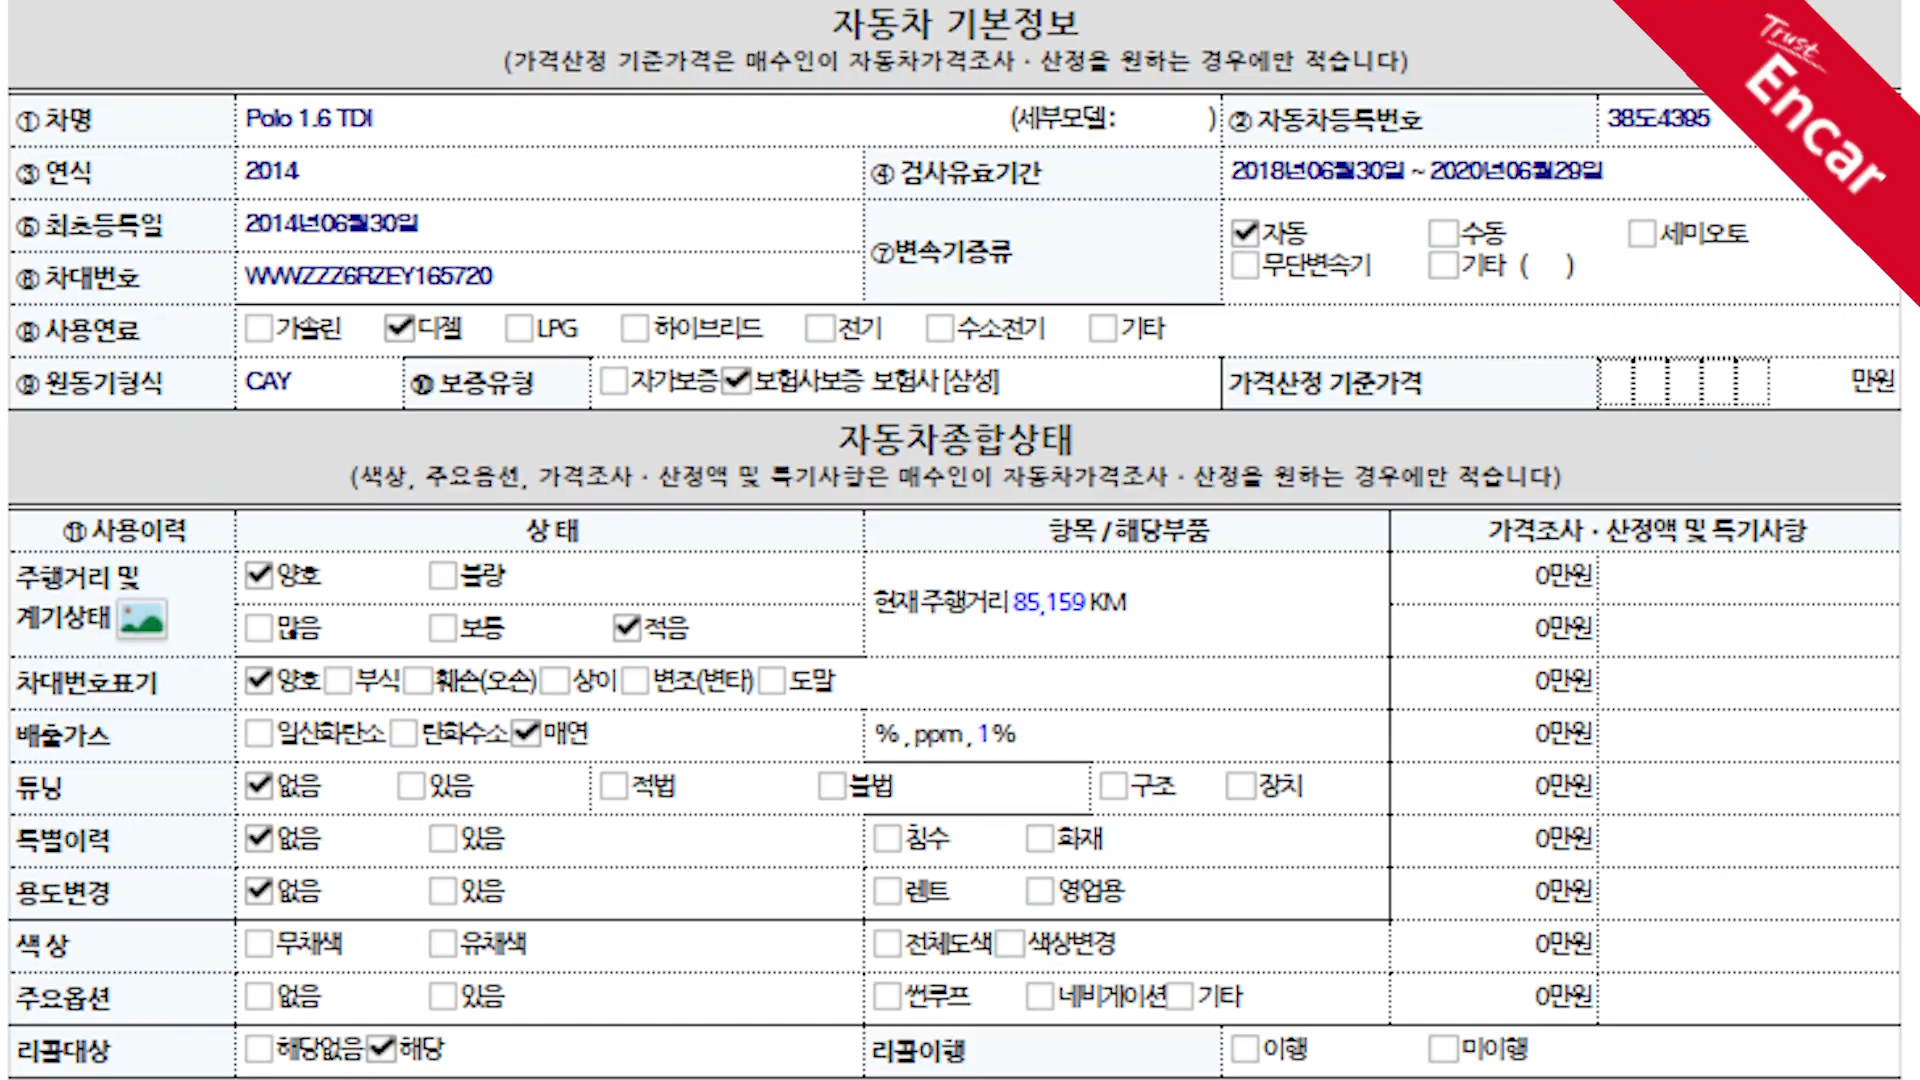 자동차 기본정보
(가격산정 기준가격은 매수인이 자동차가격조사 · 산정을 원하는 경우에만 적습니다)
Trust
Encar
① 차명 Polo 1.6 TDI (세부모델 : ) ② 자동차등록번호 38도4395
③ 연식 2014 ④ 검사유효기간 2018년06월30일 ~ 2020년06월29일
⑤ 최초등록일 2014년06월30일 ⑦변속기종류 자동 수동 세미오토
⑥ 차대번호 WVWZZZ6RZEY165720 무단변속기 기타 ( )
⑧ 사용연료 가솔린 디젤 LPG 하이브리드 전기 수소전기 기타
⑨ 원동기형식 CAY ⑩ 보증유형 자가보증 보험사보증 보험사 [삼성] 가격산정 기준가격 만원
자동차종합상태
(색상, 주요옵션, 가격조사 · 산정액 및 특기사항은 매수인이 자동차가격조사 · 산정을 원하는 경우에만 적습니다)
⑪ 사용이력 상 태 항목 / 해당부품 가격조사 · 산정액 및 특기사항
주행거리 및 양호 불량 현재 주행거리 85,159 KM 0만원
계기상태 많음 보통 적음 0만원
차대번호표기 양호 부식 훼손(오손) 상이 변조(변타) 도말 0만원
배출가스 일산화탄소 탄화수소 매연 % , ppm , 1 % 0만원
튜닝 없음 있음 적법 불법 구조 장치 0만원
특별이력 없음 있음 침수 화재 0만원
용도변경 없음 있음 렌트 영업용 0만원
색 상 무채색 유채색 전체도색 색상변경 0만원
주요옵션 없음 있음 썬루프 네비게이션 기타 0만원
리콜대상 해당없음 해당 리콜이행 이행 미이행